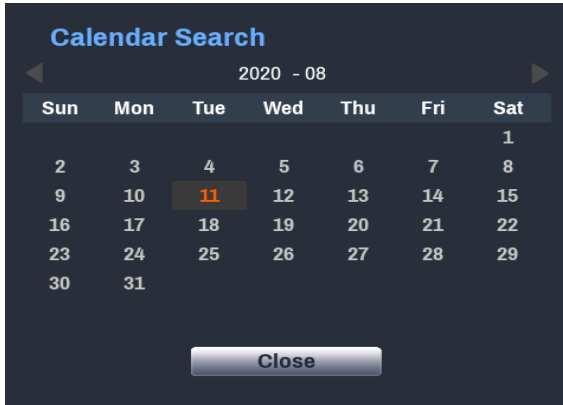 Calendar Search
2020 - 08
Sun Mon Tue Wed Thu Fri Sat
1
2 3 4 5 6 7 8
9 10 11 12 13 14 15
16 17 18 19 20 21 22
23 24 25 26 27 28 29
30 31
Close